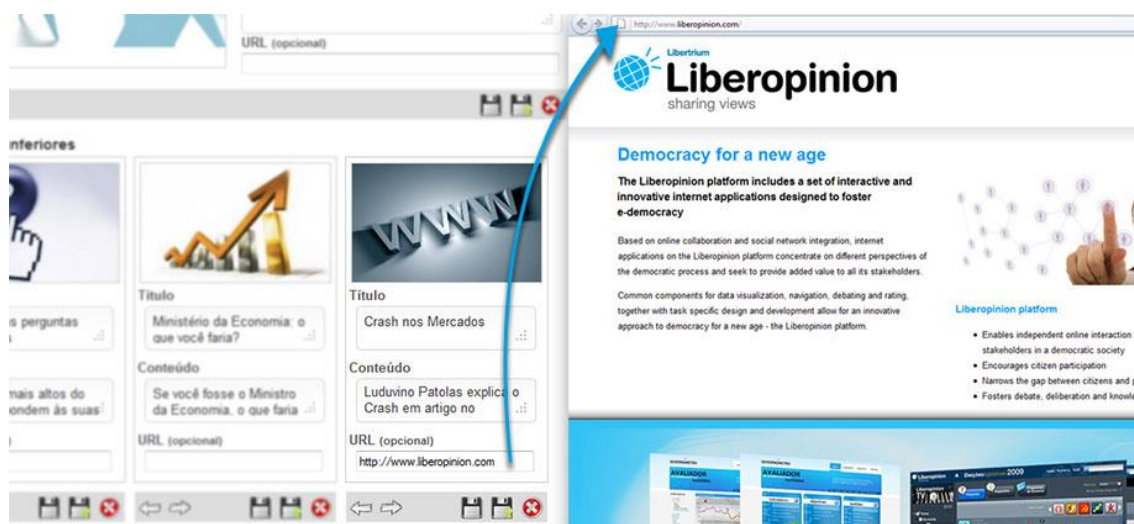 URL (opcional)
nferiores
s perguntas
mais altos do
ondem às suas
Título
Ministério da Economia: o
que você faria?
Conteúdo
Se você fosse o Ministro
da Economia, o que faria
URL (opcional)
WWW
Título
Crash nos Mercados
Conteúdo
Luduvino Patolas explica o
Crash em artigo no
URL (opcional)
http://www.liberopinion.com
http://www.liberopinion.com/
Libertrium
Liberopinion
sharing views
Democracy for a new age
The Liberopinion platform includes a set of interactive and
innovative internet applications designed to foster
e-democracy
Based on online collaboration and social network integration, internet
applications on the Liberopinion platform concentrate on different perspectives of
the democratic process and seek to provide added value to all its stakeholders.
Common components for data visualization, navigation, debating and rating,
together with task specific design and development allow for an innovative
approach to democracy for a new age - the Liberopinion platform.
Liberopinion platform
Enables independent online interaction
stakeholders in a democratic society
Encourages citizen participation
Narrows the gap between citizens and p
Fosters debate, deliberation and knowle
AVALIADOR
AVALIADOR
Liberopinion
Eleições
2009